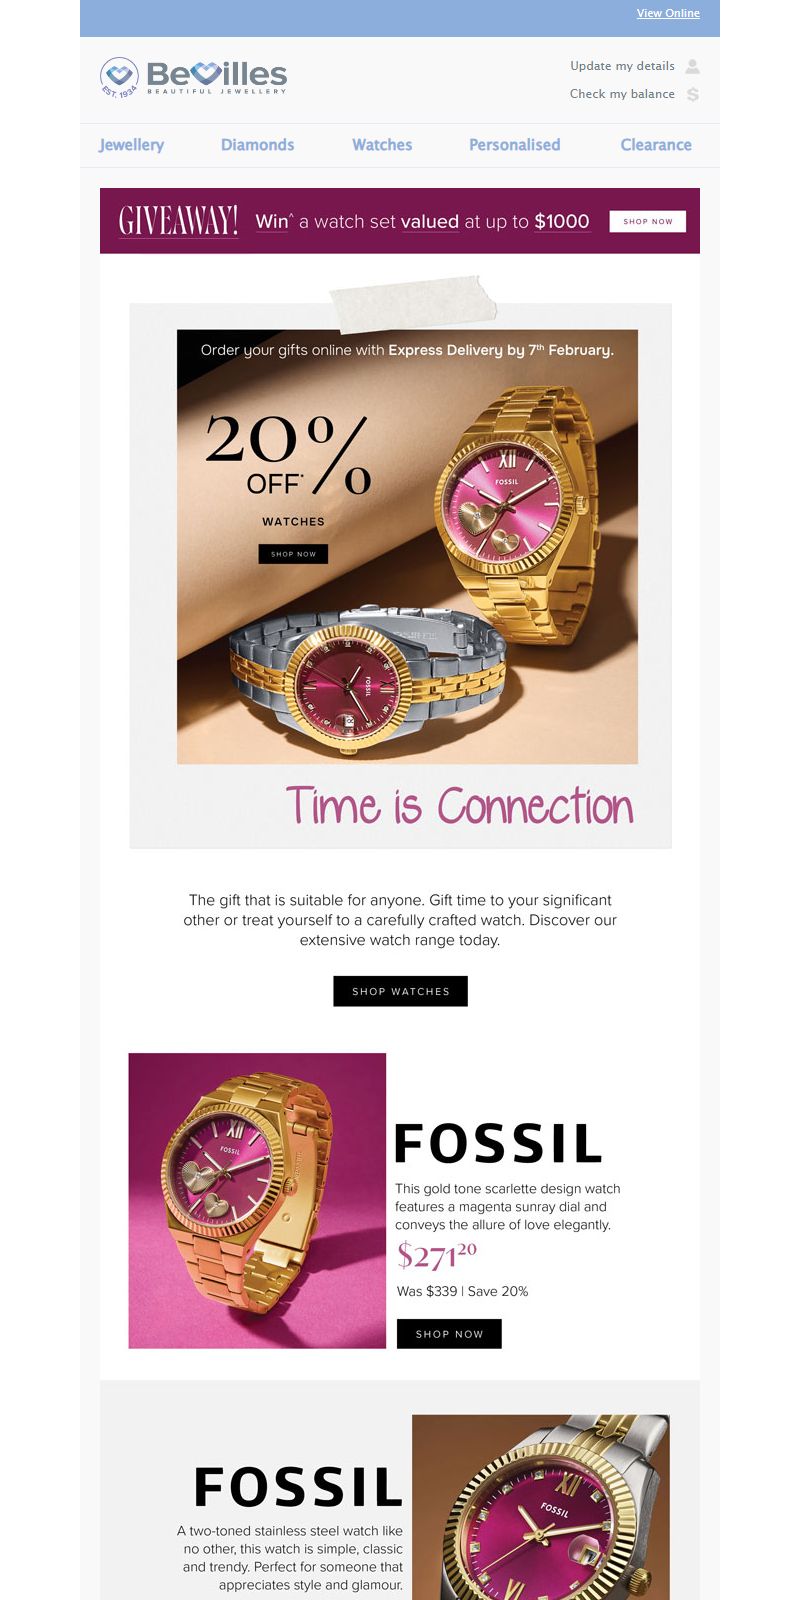 View Online
BeVilles
BEAUTIFUL JEWELLERY
EST. 1934
Update my details
Check my balance
Jewellery Diamonds Watches Personalised Clearance
GIVEAWAY! Win^ a watch set valued at up to $1000 SHOP NOW
Order your gifts online with Express Delivery by 7th February.
20%
OFF*
WATCHES
SHOP NOW
XII
FOSSIL
FOSSIL
Time is Connection
The gift that is suitable for anyone. Gift time to your significant
other or treat yourself to a carefully crafted watch. Discover our
extensive watch range today.
SHOP WATCHES
XII
FOSSIL
FOSSIL
This gold tone scarlette design watch
features a magenta sunray dial and
conveys the allure of love elegantly.
$271.20
Was $339 | Save 20%
SHOP NOW
XII
FOSSIL
FOSSIL
A two-toned stainless steel watch like
no other, this watch is simple, classic
and trendy. Perfect for someone that
appreciates style and glamour.